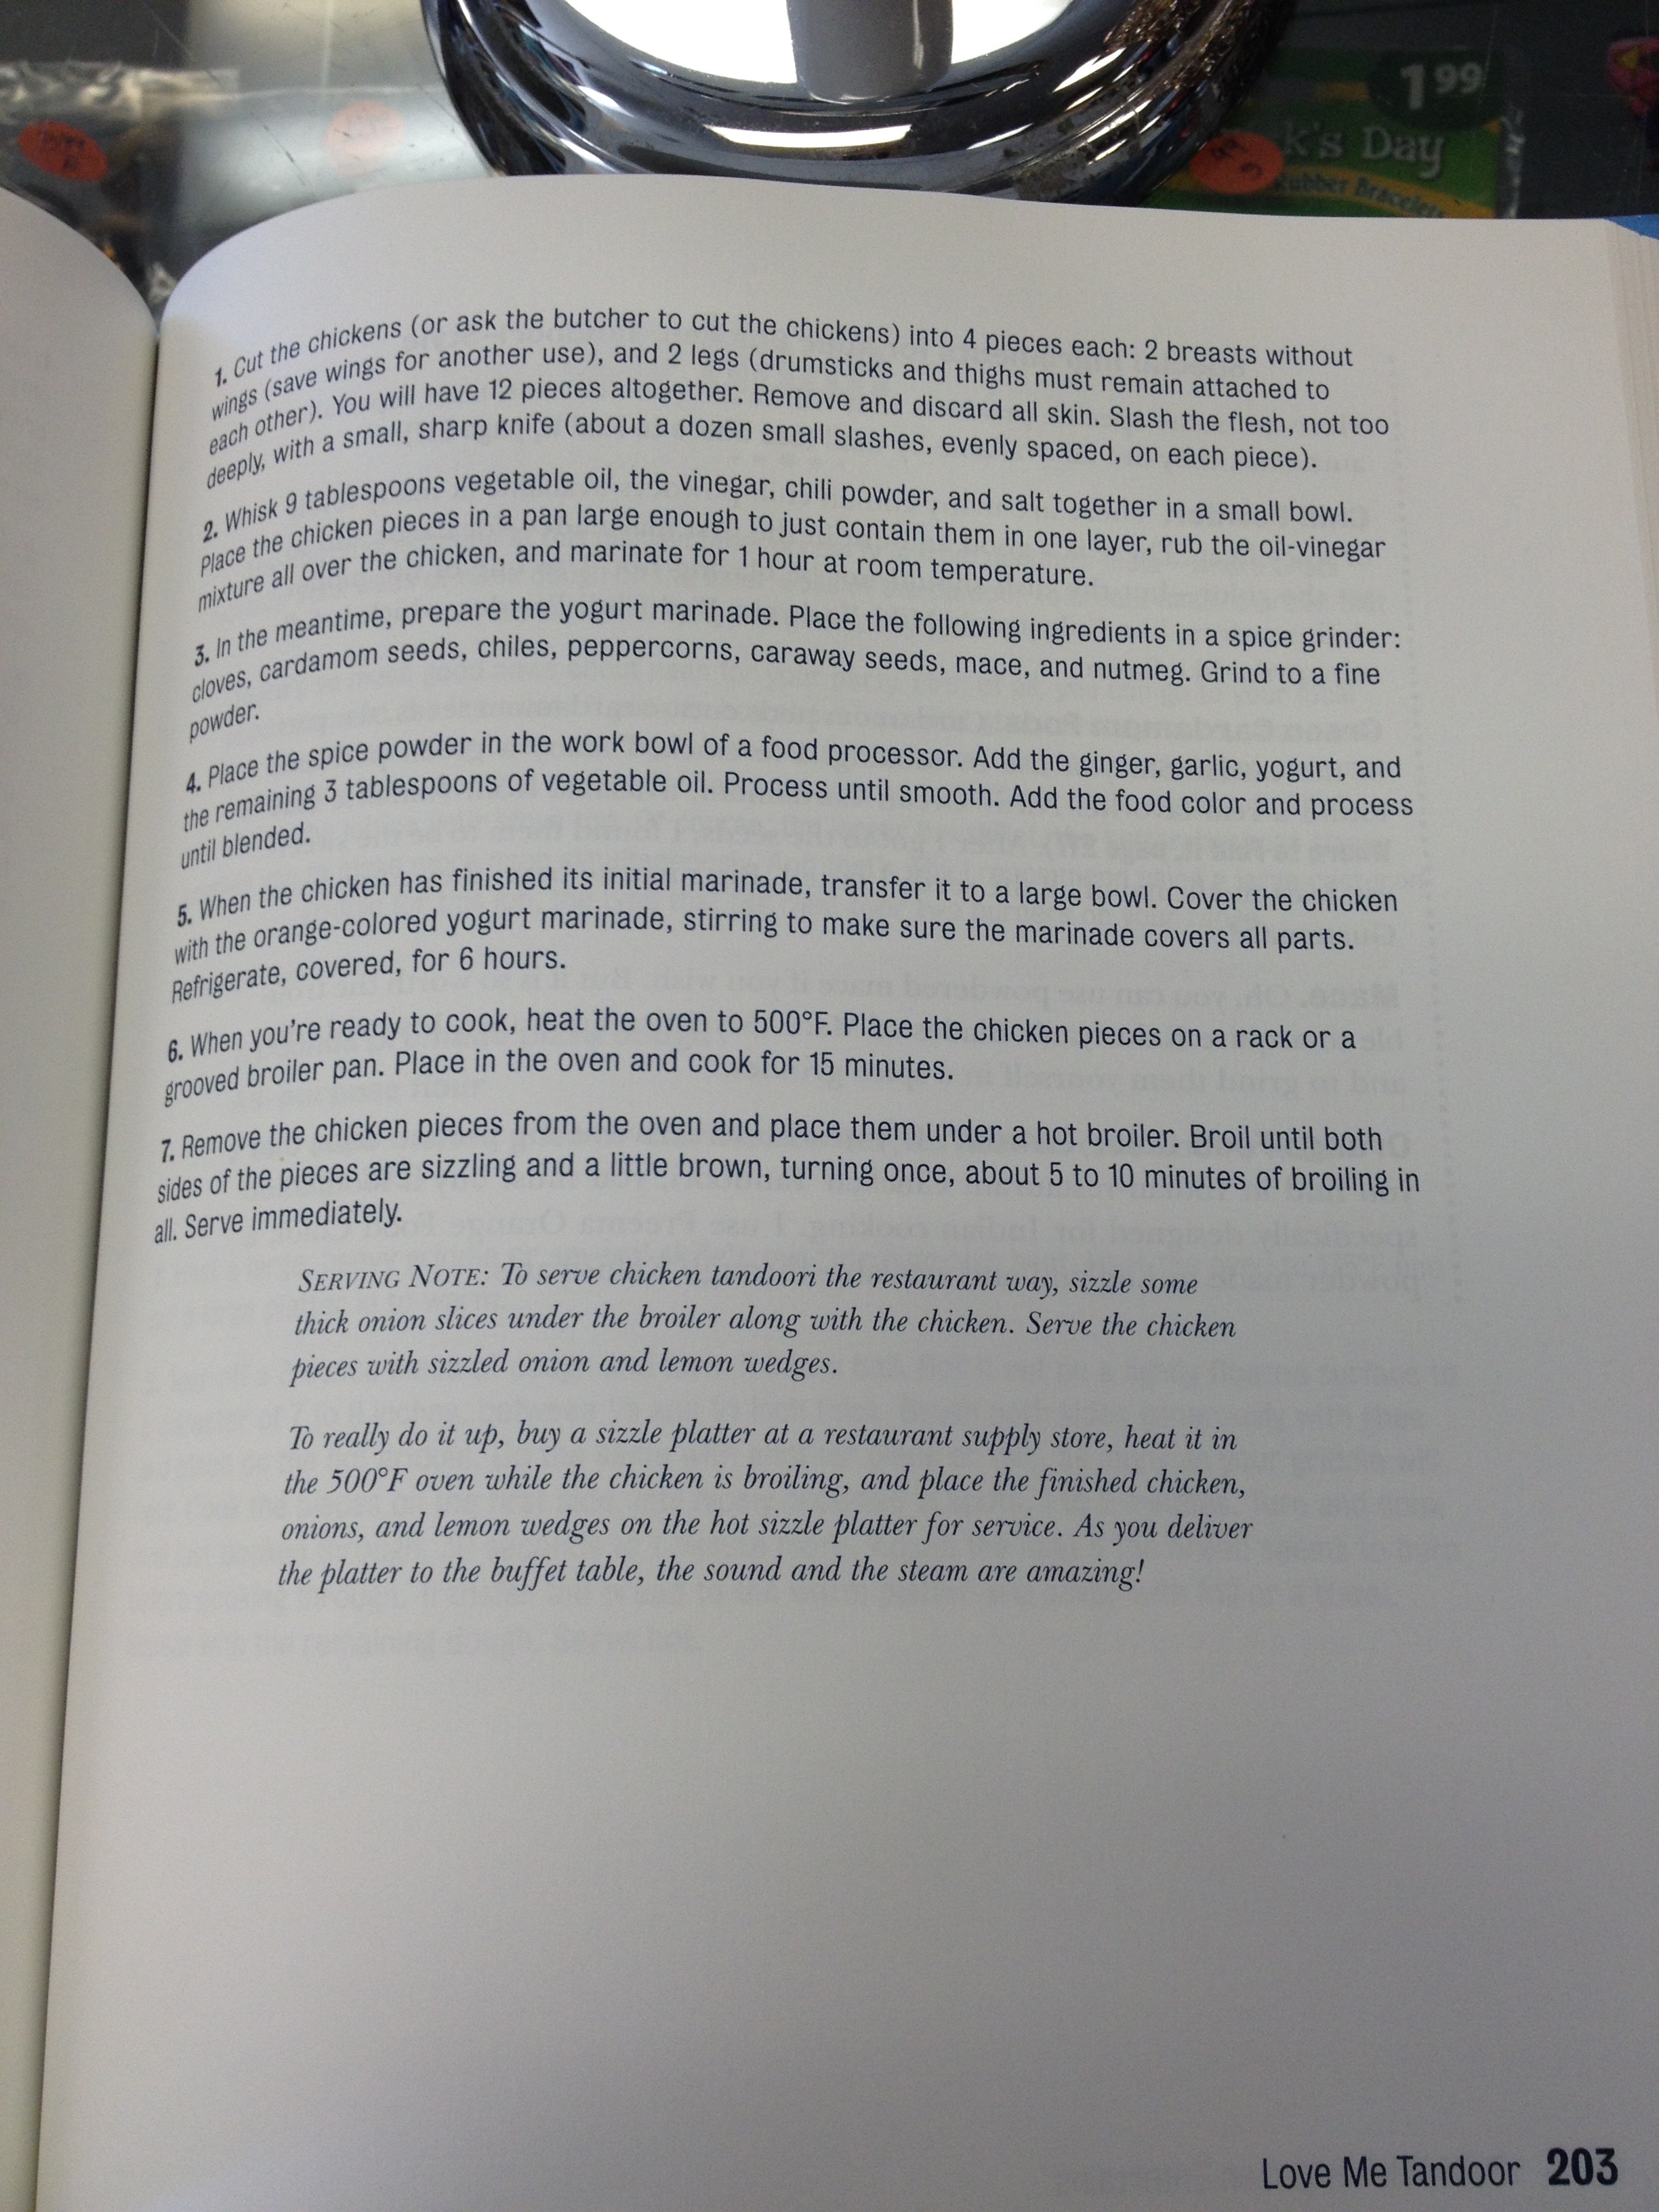 1 99
k's Day
Rubber Bracelets
1. Cut the chickens (or ask the butcher to cut the chickens) into 4 pieces each: 2 breasts without
wings (save wings for another use), and 2 legs (drumsticks and thighs must remain attached to
each other). You will have 12 pieces altogether. Remove and discard all skin. Slash the flesh, not too
deeply, with a small, sharp knife (about a dozen small slashes, evenly spaced, on each piece).
2. Whisk 9 tablespoons vegetable oil, the vinegar, chili powder, and salt together in a small bowl.
Place the chicken pieces in a pan large enough to just contain them in one layer, rub the oil-vinegar
mixture all over the chicken, and marinate for 1 hour at room temperature.
3. In the meantime, prepare the yogurt marinade. Place the following ingredients in a spice grinder:
cloves, cardamom seeds, chiles, peppercorns, caraway seeds, mace, and nutmeg. Grind to a fine
powder.
4. Place the spice powder in the work bowl of a food processor. Add the ginger, garlic, yogurt, and
the remaining 3 tablespoons of vegetable oil. Process until smooth. Add the food color and process
until blended.
5. When the chicken has finished its initial marinade, transfer it to a large bowl. Cover the chicken
with the orange-colored yogurt marinade, stirring to make sure the marinade covers all parts.
Refrigerate, covered, for 6 hours.
6. When you're ready to cook, heat the oven to 500°F. Place the chicken pieces on a rack or a
grooved broiler pan. Place in the oven and cook for 15 minutes.
7. Remove the chicken pieces from the oven and place them under a hot broiler. Broil until both
sides of the pieces are sizzling and a little brown, turning once, about 5 to 10 minutes of broiling in
all. Serve immediately.
SERVING NOTE: To serve chicken tandoori the restaurant way, sizzle some
thick onion slices under the broiler along with the chicken. Serve the chicken
pieces with sizzled onion and lemon wedges.
To really do it up, buy a sizzle platter at a restaurant supply store, heat it in
the 500°F oven while the chicken is broiling, and place the finished chicken,
onions, and lemon wedges on the hot sizzle platter for service. As you deliver
the platter to the buffet table, the sound and the steam are amazing!
Love Me Tandoor 203